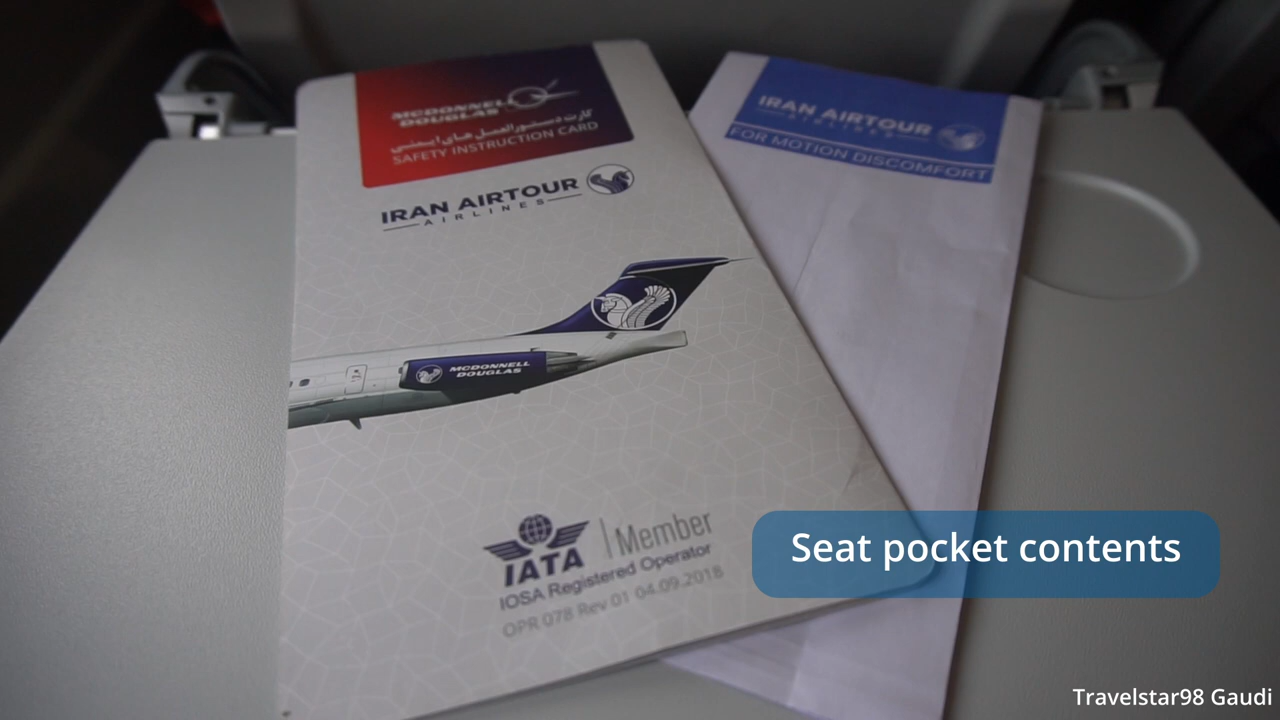 MCDONNELL
DOUGLAS
کارت دستورالعمل های ایمنی
SAFETY INSTRUCTION CARD
IRAN AIRTOUR
AIRLINES
MCDONNELL
DOUGLAS
IATA
Member
IOSA Registered Operator
OPR 078 Rev 01 04.09.2018
IRAN AIRTOUR
AIRLINES
FOR MOTION DISCOMFORT
Seat pocket contents
Travelstar98 Gaudi